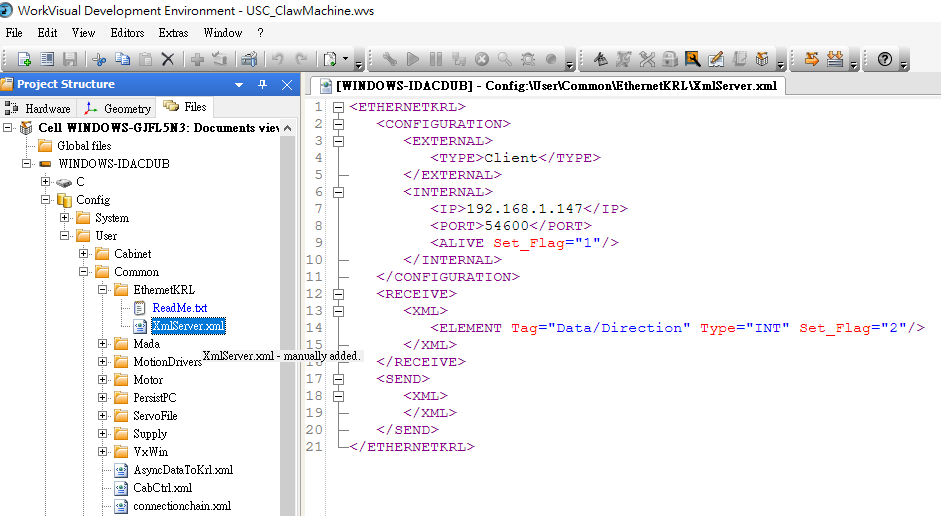 WorkVisual Development Environment - USC_ClawMachine.wvs
File Edit View Editors Extras Window ?
Project Structure
Hardware Geometry Files
Cell WINDOWS-GJFL5N3: Documents view
Global files
WINDOWS-IDACDUB
C
Config
System
User
Cabinet
Common
EthernetKRL
ReadMe.txt
XmlServer.xml
Mada
XmlServer.xml - manually added.
MotionDrivers
Motor
PersistPC
ServoFile
Supply
VxWin
AsyncDataToKrl.xml
CabCtrl.xml
connectionchain.xml
[WINDOWS-IDACDUB] - Config:\User\Common\EthernetKRL\XmlServer.xml
1 <ETHERNETKRL>
2 <CONFIGURATION>
3 <EXTERNAL>
4 <TYPE>Client</TYPE>
5 </EXTERNAL>
6 <INTERNAL>
7 <IP>192.168.1.147</IP>
8 <PORT>54600</PORT>
9 <ALIVE Set_Flag="1"/>
10 </INTERNAL>
11 </CONFIGURATION>
12 <RECEIVE>
13 <XML>
14 <ELEMENT Tag="Data/Direction" Type="INT" Set_Flag="2"/>
15 </XML>
16 </RECEIVE>
17 <SEND>
18 <XML>
19 </XML>
20 </SEND>
21 </ETHERNETKRL>